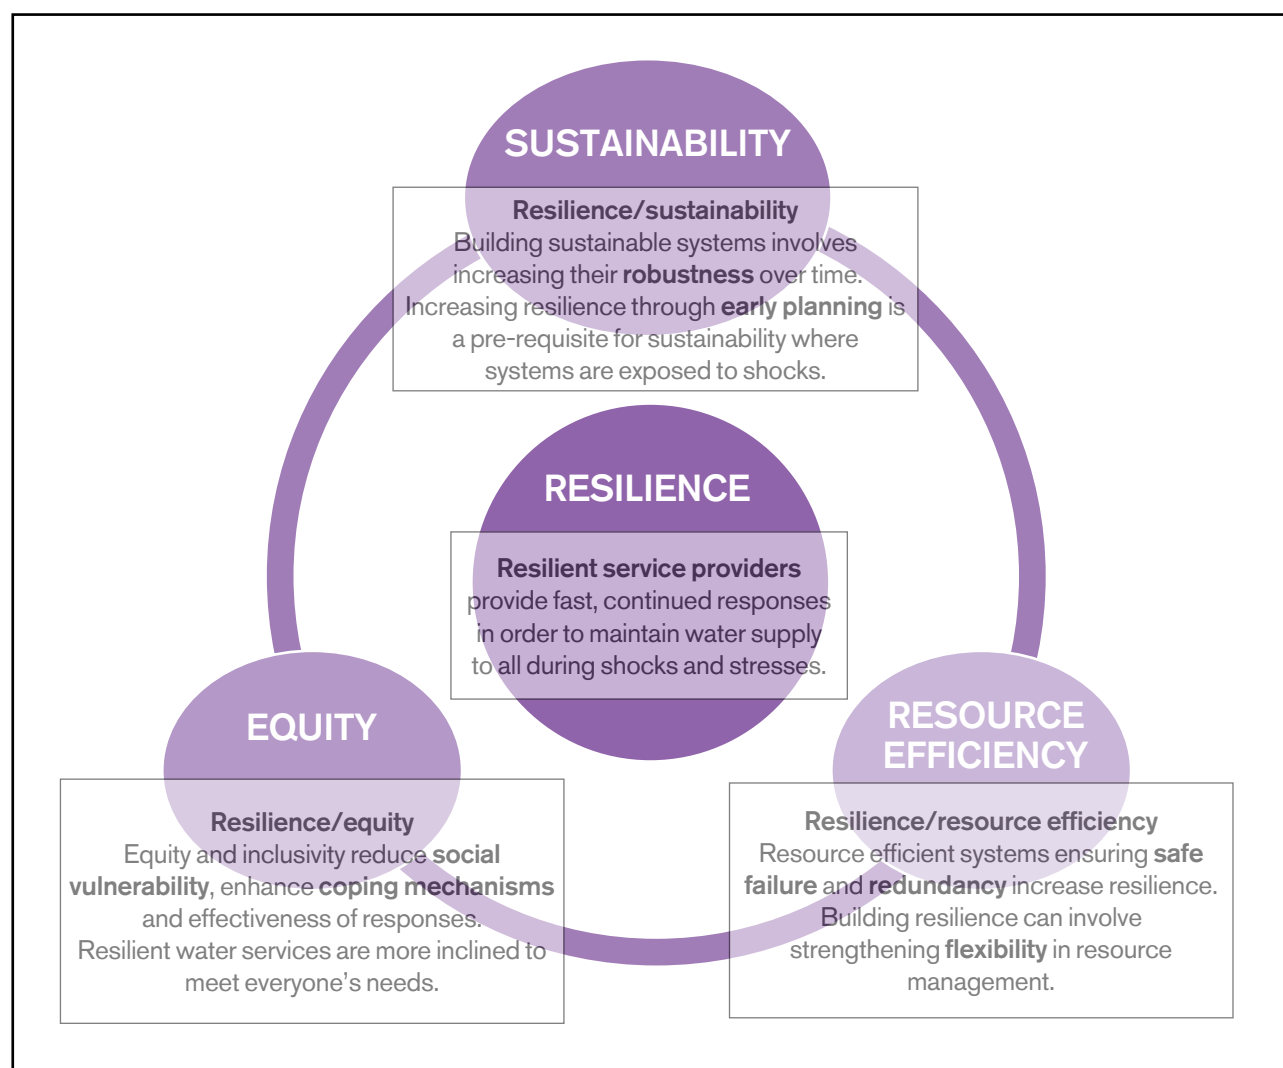 SUSTAINABILITY
Resilience/sustainability
Building sustainable systems involves
increasing their robustness over time.
Increasing resilience through early planning is
a pre-requisite for sustainability where
systems are exposed to shocks.
RESILIENCE
Resilient service providers
provide fast, continued responses
in order to maintain water supply
to all during shocks and stresses.
EQUITY
Resilience/equity
Equity and inclusivity reduce social
vulnerability, enhance coping mechanisms
and effectiveness of responses.
Resilient water services are more inclined to
meet everyone’s needs.
RESOURCE
EFFICIENCY
Resilience/resource efficiency
Resource efficient systems ensuring safe
failure and redundancy increase resilience.
Building resilience can involve
strengthening flexibility in resource
management.